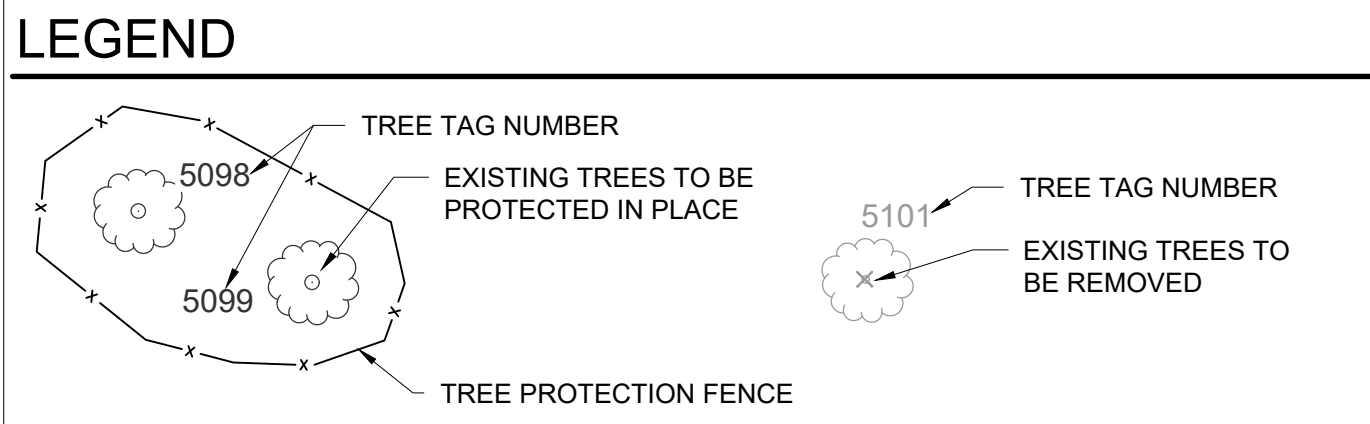 LEGEND
TREE TAG NUMBER
5098
EXISTING TREES TO BE
PROTECTED IN PLACE
5099
TREE PROTECTION FENCE
TREE TAG NUMBER
5101
EXISTING TREES TO
BE REMOVED